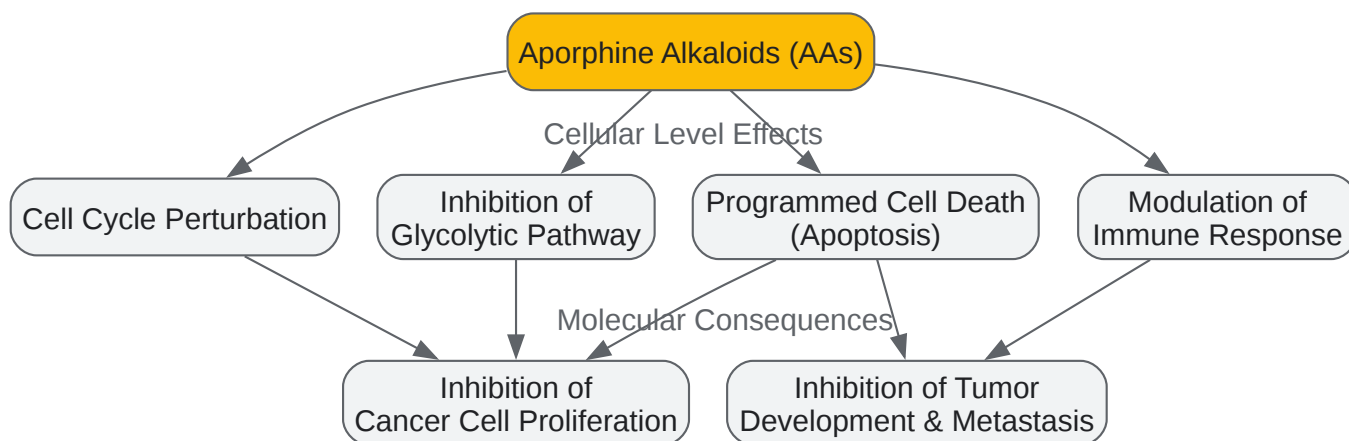 Aporphine Alkaloids (AAs)
Cellular Level Effects
Cell Cycle Perturbation
Inhibition of
Glycolytic Pathway
Programmed Cell Death
(Apoptosis)
Modulation of
Immune Response
Molecular Consequences
Inhibition of
Cancer Cell Proliferation
Inhibition of Tumor
Development & Metastasis